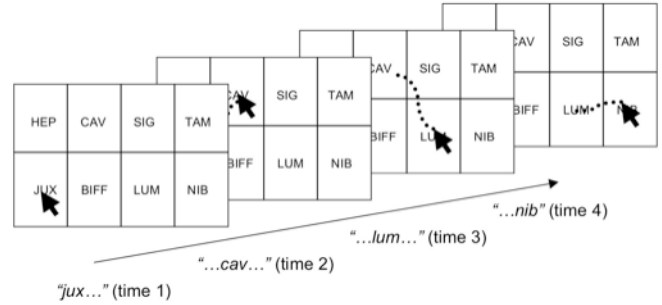 HEP CAV SIG TAM
JUX BIFF LUM NIB
CAV SIG TAM
BIFF LUM NIB
CAV SIG TAM
BIFF LUM NIB
CAV SIG TAM
BIFF LUM NIB
"jux…" (time 1)
"…cav…" (time 2)
"…lum…" (time 3)
"…nib" (time 4)